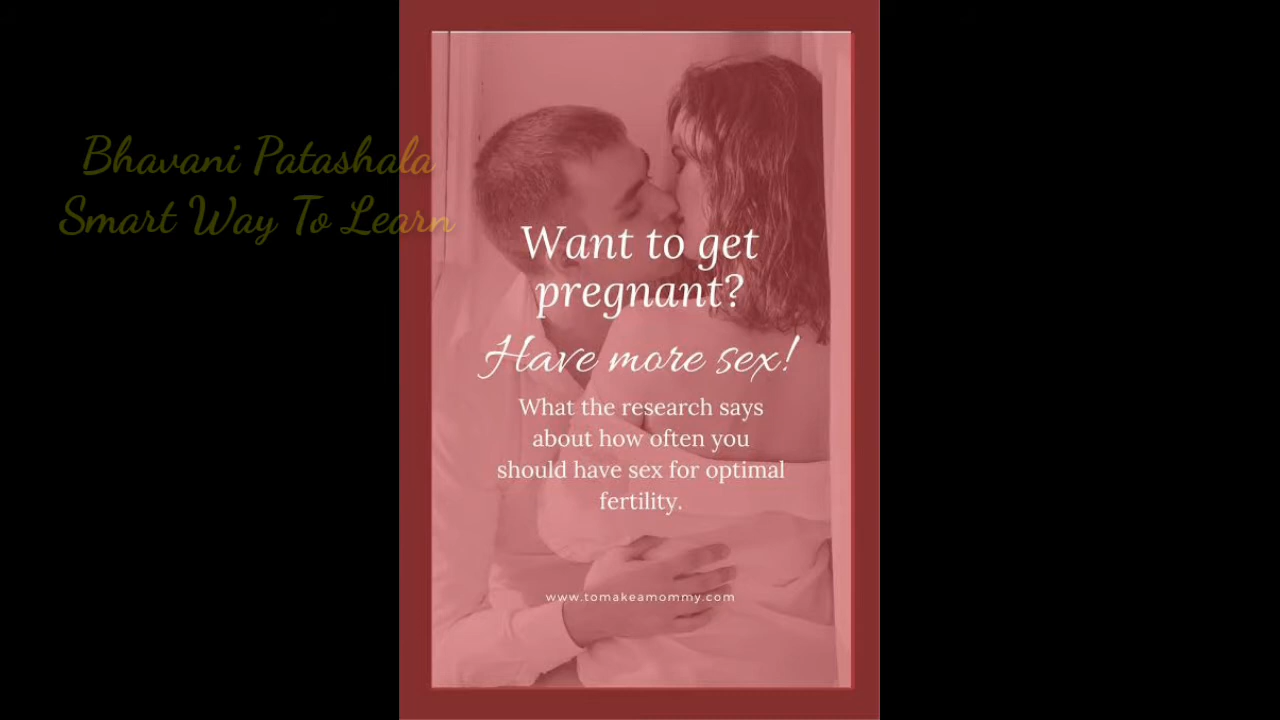 Bhavani Patashala
Smart Way To Learn
Want to get
pregnant?
Have more sex!
What the research says
about how often you
should have sex for optimal
fertility.
www.tomakeamommy.com